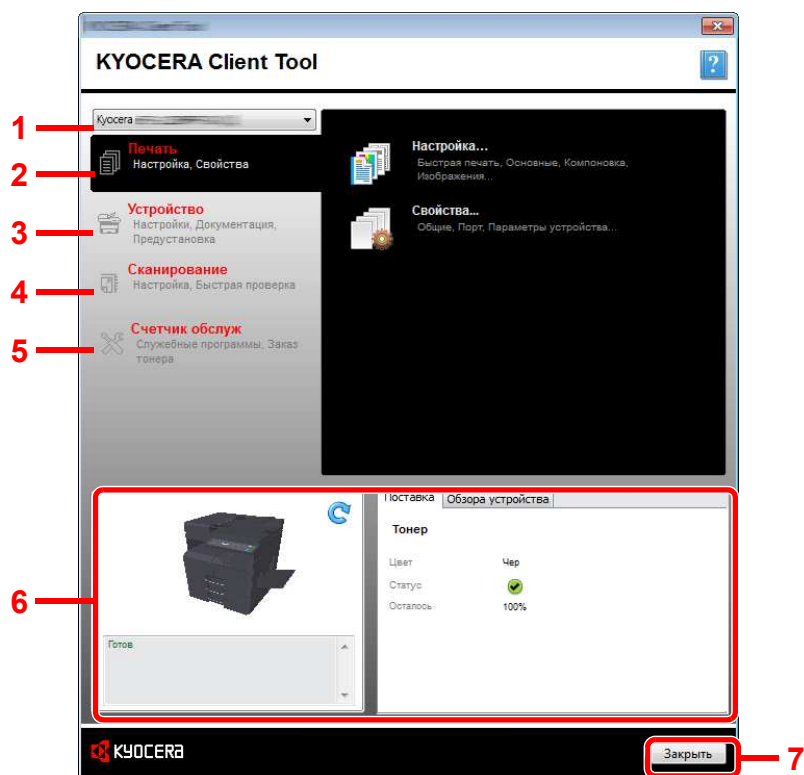 KYOCERA Client Tool
?
1
Kyocera
2
Печать
Настройка, Свойства
3
Устройство
Настройки, Документация,
Предустановка
4
Сканирование
Настройка, Быстрая проверка
5
Счетчик обслуж
Служебные программы, Заказ
тонера
Настройка...
Быстрая печать, Основные, Компоновка,
Изображения...
Свойства...
Общие, Порт, Параметры устройства...
6
Готов
Поставка Обзора устройства
Тонер
Цвет Чер
Статус
Осталось 100%
KYOCERA
Закрыть
7